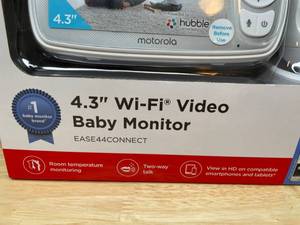 4.3"
hubble
Remove
Before
Use
motorola
#1
baby monitor
brand
4.3" Wi-Fi® Video
Baby Monitor
EASE44CONNECT
Room temperature
monitoring
Two-way
talk
View in HD on compatible
smartphones and tablets